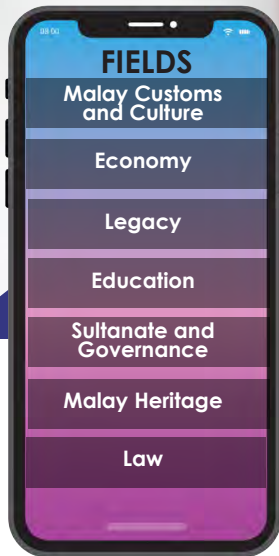 FIELDS
Malay Customs
and Culture
Economy
Legacy
Education
Sultanate and
Governance
Malay Heritage
Law